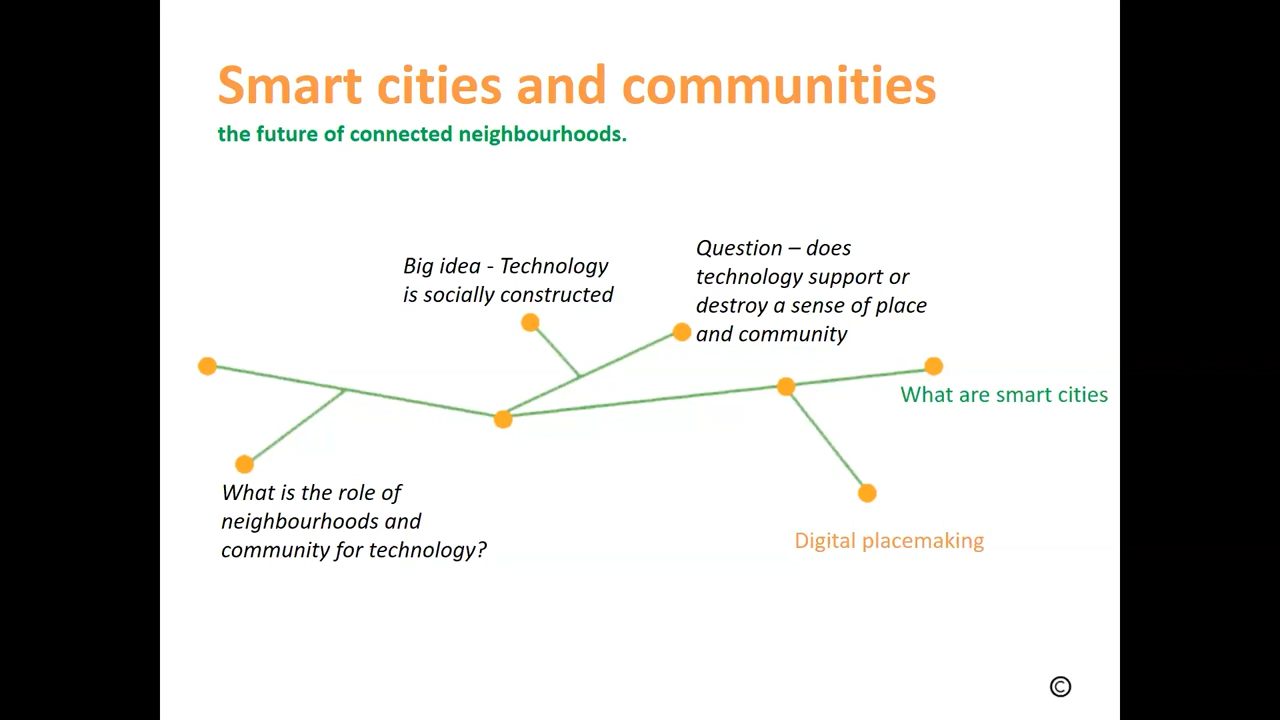 Smart cities and communities
the future of connected neighbourhoods.
Big idea - Technology
is socially constructed
Question – does
technology support or
destroy a sense of place
and community
What are smart cities
What is the role of
neighbourhoods and
community for technology?
Digital placemaking
©